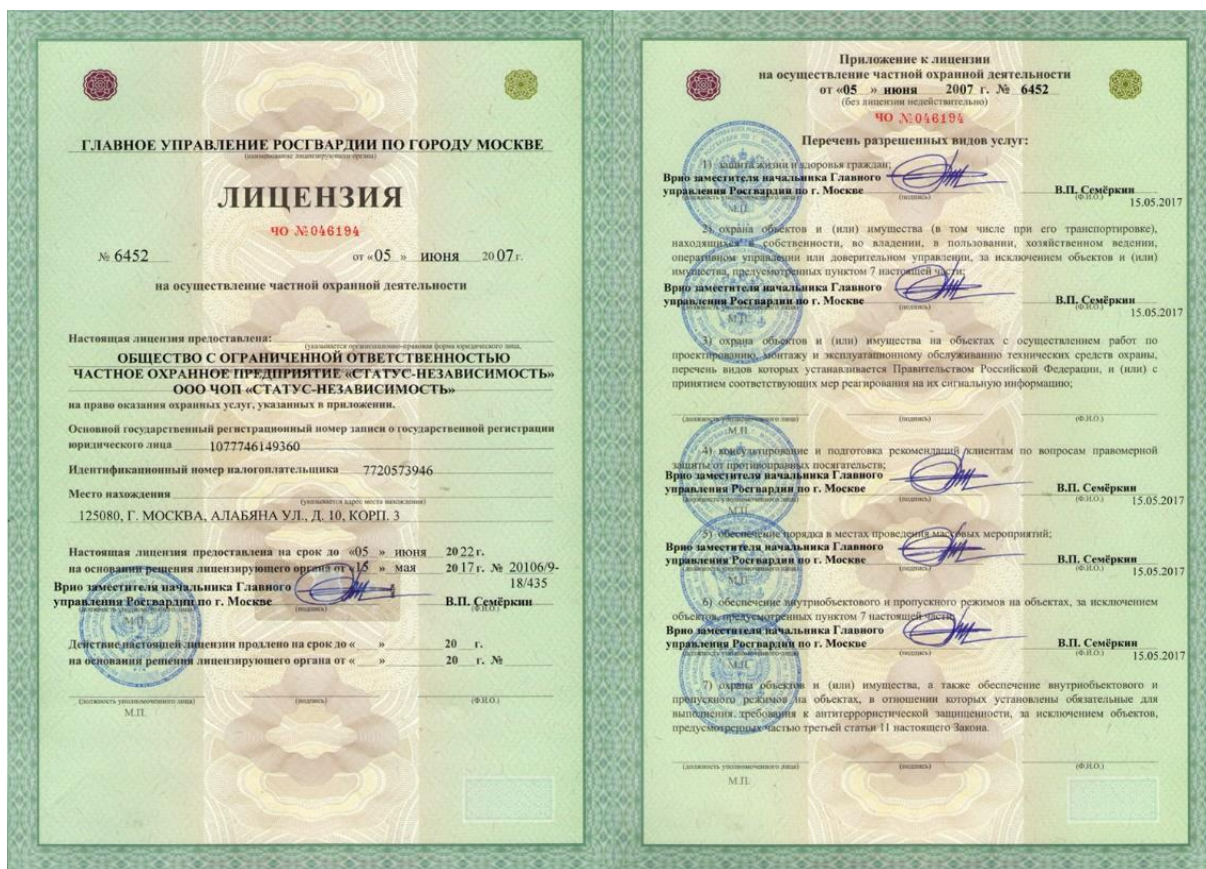 ГЛАВНОЕ УПРАВЛЕНИЕ РОСГВАРДИИ ПО ГОРОДУ МОСКВЕ
(наименование лицензирующего органа)
ЛИЦЕНЗИЯ
ЧО №046194
№ 6452 от «05 » июня 2007г.
на осуществление частной охранной деятельности
Настоящая лицензия предоставлена:
(указывается организационно-правовая форма юридического лица,
ОБЩЕСТВО С ОГРАНИЧЕННОЙ ОТВЕТСТВЕННОСТЬЮ
ЧАСТНОЕ ОХРАННОЕ ПРЕДПРИЯТИЕ «СТАТУС-НЕЗАВИСИМОСТЬ»
ООО ЧОП «СТАТУС-НЕЗАВИСИМОСТЬ»
на право оказания охранных услуг, указанных в приложении.
Основной государственный регистрационный номер записи о государственной регистрации
юридического лица 1077746149360
Идентификационный номер налогоплательщика 7720573946
Место нахождения
(указывается адрес места нахождения)
125080, Г. МОСКВА, АЛАБЯНА УЛ., Д. 10, КОРП. 3
Настоящая лицензия предоставлена на срок до «05 » июня 2022г.
на основании решения лицензирующего органа от «15 » мая 2017г. № 20106/9-
18/435
Врио заместителя начальника Главного
управления Росгвардии по г. Москве В.П. Семёркин
(должность уполномоченного лица) (подпись) (Ф.И.О.)
М.П.
Действие настоящей лицензии продлено на срок до « » 20 г.
на основании решения лицензирующего органа от « » 20 г. №
(должность уполномоченного лица) (подпись) (Ф.И.О.)
М.П.
Приложение к лицензии
на осуществление частной охранной деятельности
от «05 » июня 2007 г. № 6452
(без лицензии недействительно)
ЧО №046194
Перечень разрешенных видов услуг:
1) защита жизни и здоровья граждан;
Врио заместителя начальника Главного
управления Росгвардии по г. Москве В.П. Семёркин
(должность уполномоченного лица) (подпись) (Ф.И.О.) 15.05.2017
М.П.
2) охрана объектов и (или) имущества (в том числе при его транспортировке),
находящихся в собственности, во владении, в пользовании, хозяйственном ведении,
оперативном управлении или доверительном управлении, за исключением объектов и (или)
имущества, предусмотренных пунктом 7 настоящей части;
Врио заместителя начальника Главного
управления Росгвардии по г. Москве В.П. Семёркин
(подпись) (Ф.И.О.) 15.05.2017
М.П.
3) охрана объектов и (или) имущества на объектах с осуществлением работ по
проектированию, монтажу и эксплуатационному обслуживанию технических средств охраны,
перечень видов которых устанавливается Правительством Российской Федерации, и (или) с
принятием соответствующих мер реагирования на их сигнальную информацию;
(должность уполномоченного лица) (подпись) (Ф.И.О.)
М.П.
4) консультирование и подготовка рекомендаций клиентам по вопросам правомерной
защиты от противоправных посягательств;
Врио заместителя начальника Главного
управления Росгвардии по г. Москве В.П. Семёркин
(подпись) (Ф.И.О.) 15.05.2017
М.П.
5) обеспечение порядка в местах проведения массовых мероприятий;
Врио заместителя начальника Главного
управления Росгвардии по г. Москве В.П. Семёркин
(подпись) (Ф.И.О.) 15.05.2017
М.П.
6) обеспечение внутриобъектового и пропускного режимов на объектах, за исключением
объектов, предусмотренных пунктом 7 настоящей части;
Врио заместителя начальника Главного
управления Росгвардии по г. Москве В.П. Семёркин
(подпись) (Ф.И.О.) 15.05.2017
М.П.
7) охрана объектов и (или) имущества, а также обеспечение внутриобъектового и
пропускного режимов на объектах, в отношении которых установлены обязательные для
выполнения требования к антитеррористической защищенности, за исключением объектов,
предусмотренных частью третьей статьи 11 настоящего Закона.
(должность уполномоченного лица) (подпись) (Ф.И.О.)
М.П.